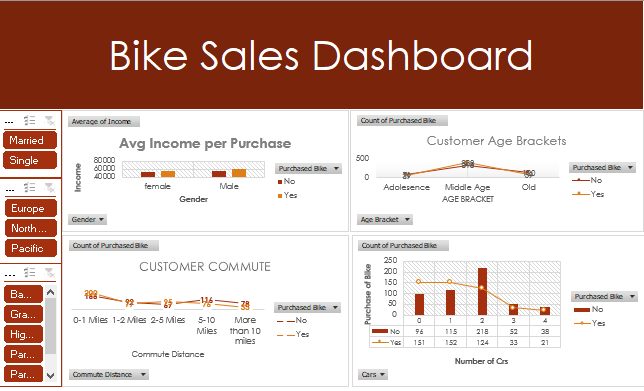 Bike Sales Dashboard
...
Married
Single
...
Europe
North ...
Pacific
...
Ba...
Gra...
Hig...
Par...
Par...
Average of Income
Avg Income per Purchase
Income
80000
60000
40000
female
Male
Gender
Purchased Bike
No
Yes
Gender
Count of Purchased Bike
Customer Age Brackets
500
0
Adolesence
Middle Age
Old
AGE BRACKET
Purchased Bike
No
Yes
Age Bracket
Count of Purchased Bike
CUSTOMER COMMUTE
200
166
116
78
0-1 Miles
1-2 Miles
2-5 Miles
5-10
Miles
More
than 10
miles
Commute Distance
Purchased Bike
No
Yes
Commute Distance
Count of Purchased Bike
Purchase of Bike
250
200
150
100
50
0
0 1 2 3 4
No 96 115 218 52 38
Yes 151 152 124 33 21
Number of Crs
Purchased Bike
No
Yes
Cars